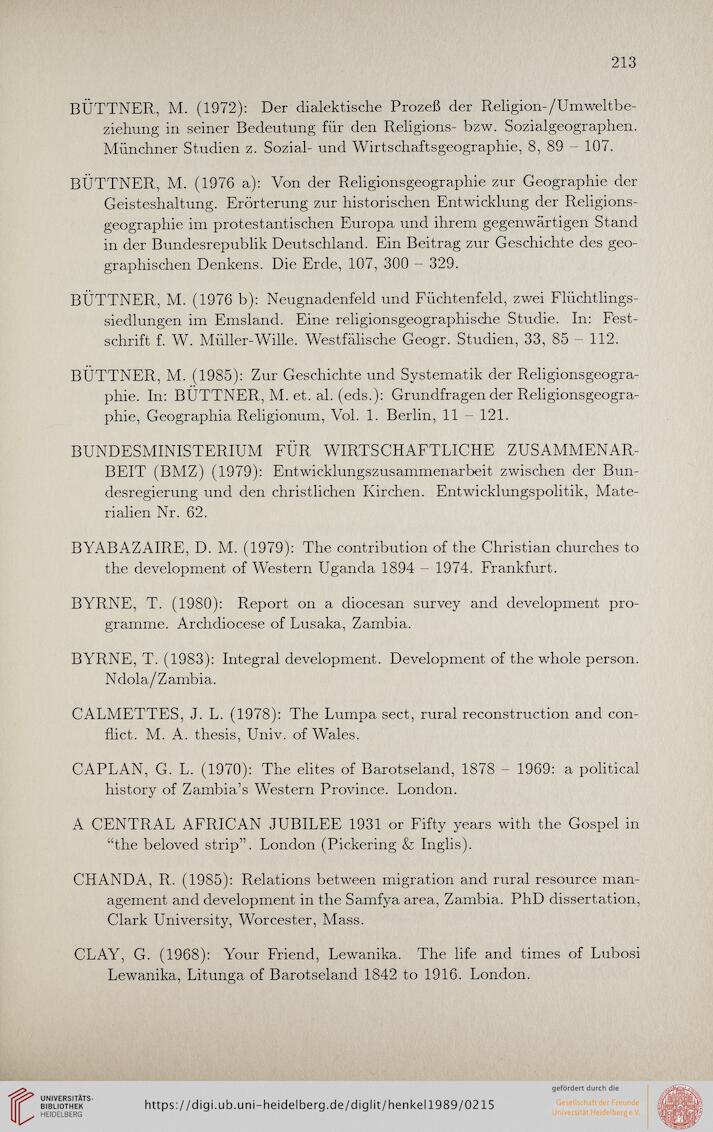 213
BÜTTNER, M. (1972): Der dialektische Prozeß der Religion-/Umweltbe-
ziehung in seiner Bedeutung für den Religions- bzw. Sozialgeographen.
Münchner Studien z. Sozial- und Wirtschaftsgeographie, 8, 89 – 107.
BÜTTNER, M. (1976 a): Von der Religionsgeographie zur Geographie der
Geisteshaltung. Erörterung zur historischen Entwicklung der Religions-
geographie im protestantischen Europa und ihrem gegenwärtigen Stand
in der Bundesrepublik Deutschland. Ein Beitrag zur Geschichte des geo-
graphischen Denkens. Die Erde, 107, 300 – 329.
BÜTTNER, M. (1976 b): Neugnadenfeld und Füchtenfeld, zwei Flüchtlings-
siedlungen im Emsland. Eine religionsgeographische Studie. In: Fest-
schrift f. W. Müller-Wille. Westfälische Geogr. Studien, 33, 85 – 112.
BÜTTNER, M. (1985): Zur Geschichte und Systematik der Religionsgeogra-
phie. In: BÜTTNER, M. et. al. (eds.): Grundfragen der Religionsgeogra-
phie, Geographia Religionum, Vol. 1. Berlin, 11 – 121.
BUNDESMINISTERIUM FÜR WIRTSCHAFTLICHE ZUSAMMENAR-
BEIT (BMZ) (1979): Entwicklungszusammenarbeit zwischen der Bun-
desregierung und den christlichen Kirchen. Entwicklungspolitik, Mate-
rialien Nr. 62.
BYABAZAIRE, D. M. (1979): The contribution of the Christian churches to
the development of Western Uganda 1894 – 1974. Frankfurt.
BYRNE, T. (1980): Report on a diocesan survey and development pro-
gramme. Archdiocese of Lusaka, Zambia.
BYRNE, T. (1983): Integral development. Development of the whole person.
Ndola/Zambia.
CALMETTES, J. L. (1978): The Lumpa sect, rural reconstruction and con-
flict. M. A. thesis, Univ. of Wales.
CAPLAN, G. L. (1970): The elites of Barotseland, 1878 – 1969: a political
history of Zambia's Western Province. London.
A CENTRAL AFRICAN JUBILEE 1931 or Fifty years with the Gospel in
“the beloved strip”. London (Pickering & Inglis).
CHANDA, R. (1985): Relations between migration and rural resource man-
agement and development in the Samfya area, Zambia. PhD dissertation,
Clark University, Worcester, Mass.
CLAY, G. (1968): Your Friend, Lewanika. The life and times of Lubosi
Lewanika, Litunga of Barotseland 1842 to 1916. London.
UNIVERSITÄTS-
BIBLIOTHEK
HEIDELBERG
https://digi.ub.uni-heidelberg.de/diglit/henkel1989/0215
gefördert durch die
Gesellschaft der Freunde
Universität Heidelberg e.V.